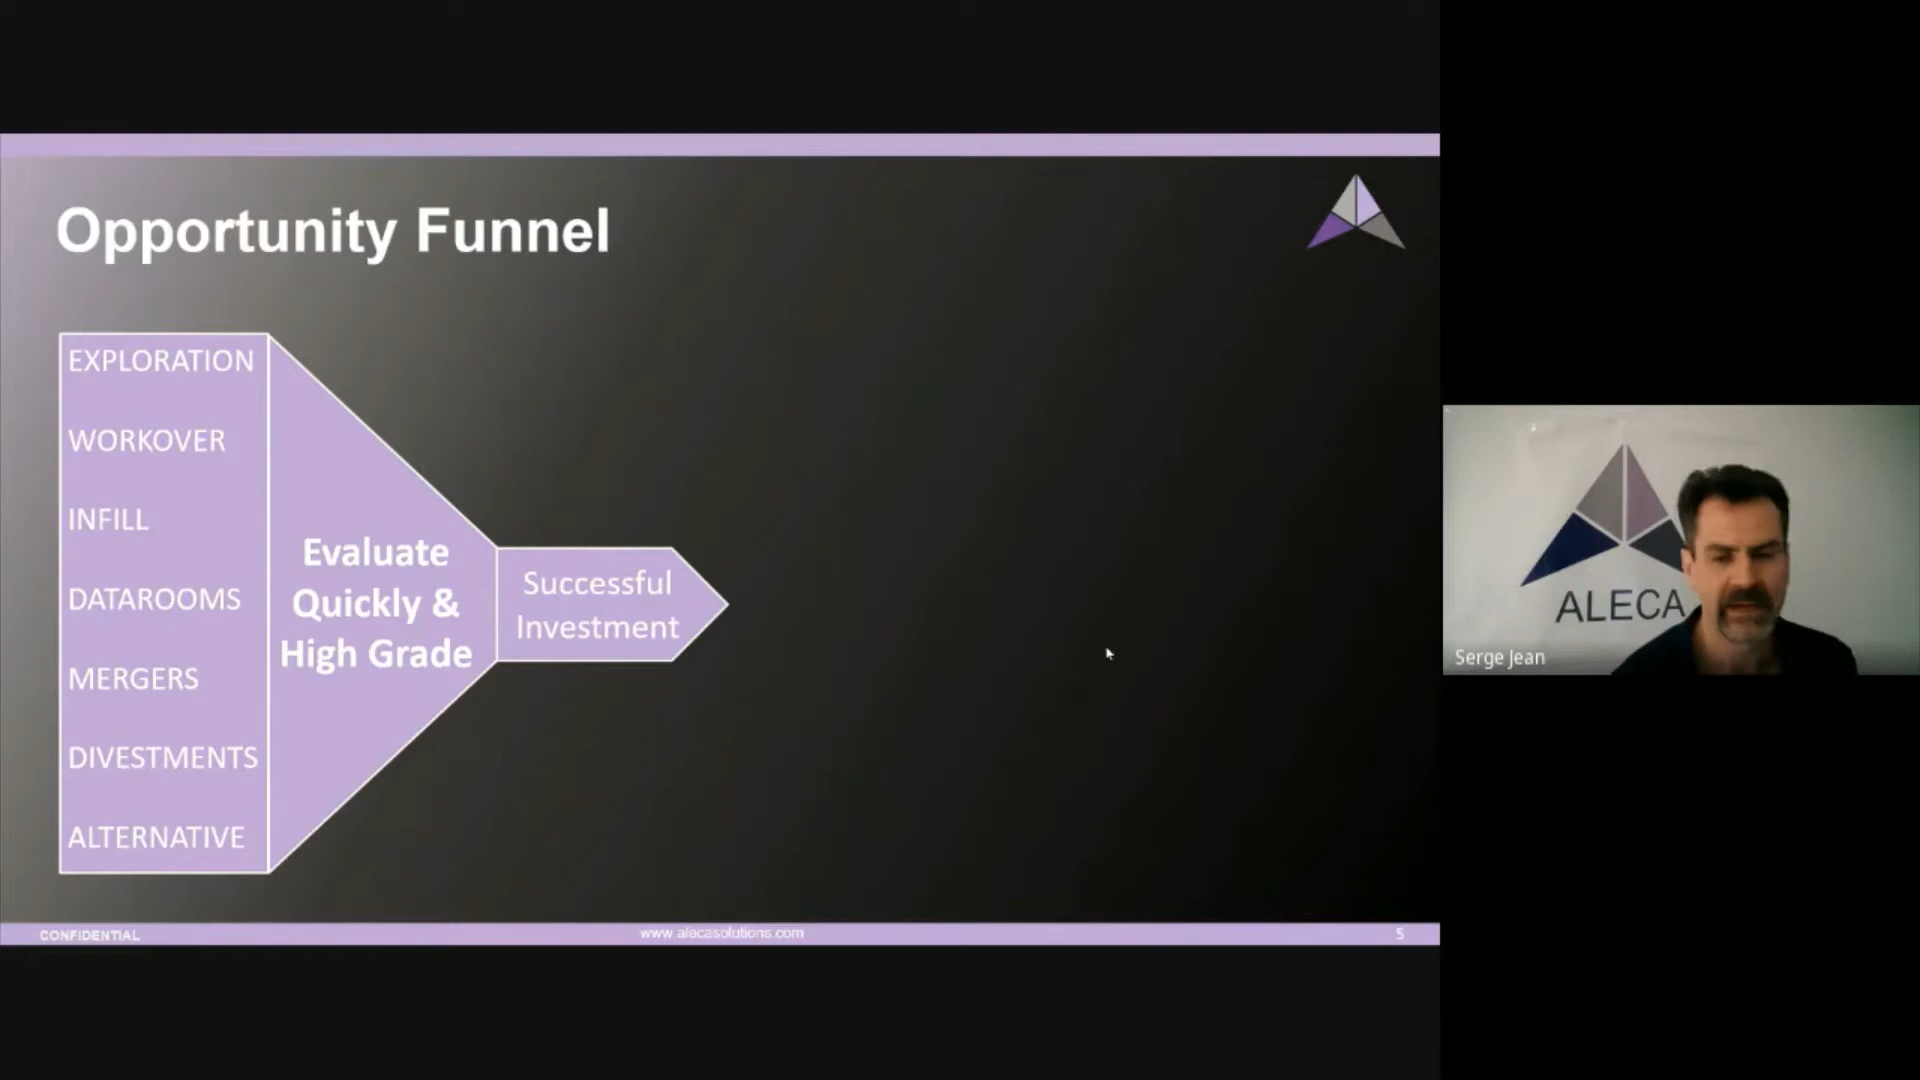 Opportunity Funnel
EXPLORATION
WORKOVER
INFILL
DATAROOMS
MERGERS
DIVESTMENTS
ALTERNATIVE
Evaluate
Quickly &
High Grade
Successful
Investment
CONFIDENTIAL
www.alecasolutions.com
5
ALECA
Serge Jean